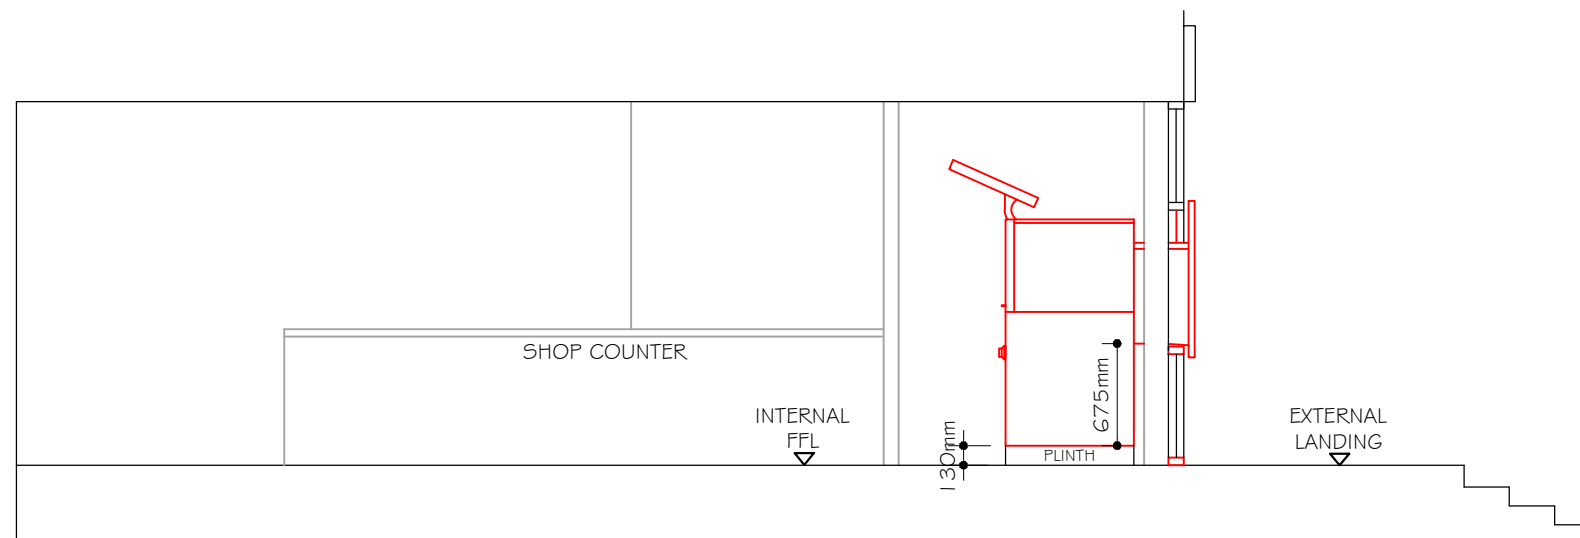 SHOP COUNTER
INTERNAL
FFL
130mm
675mm
PLINTH
EXTERNAL
LANDING